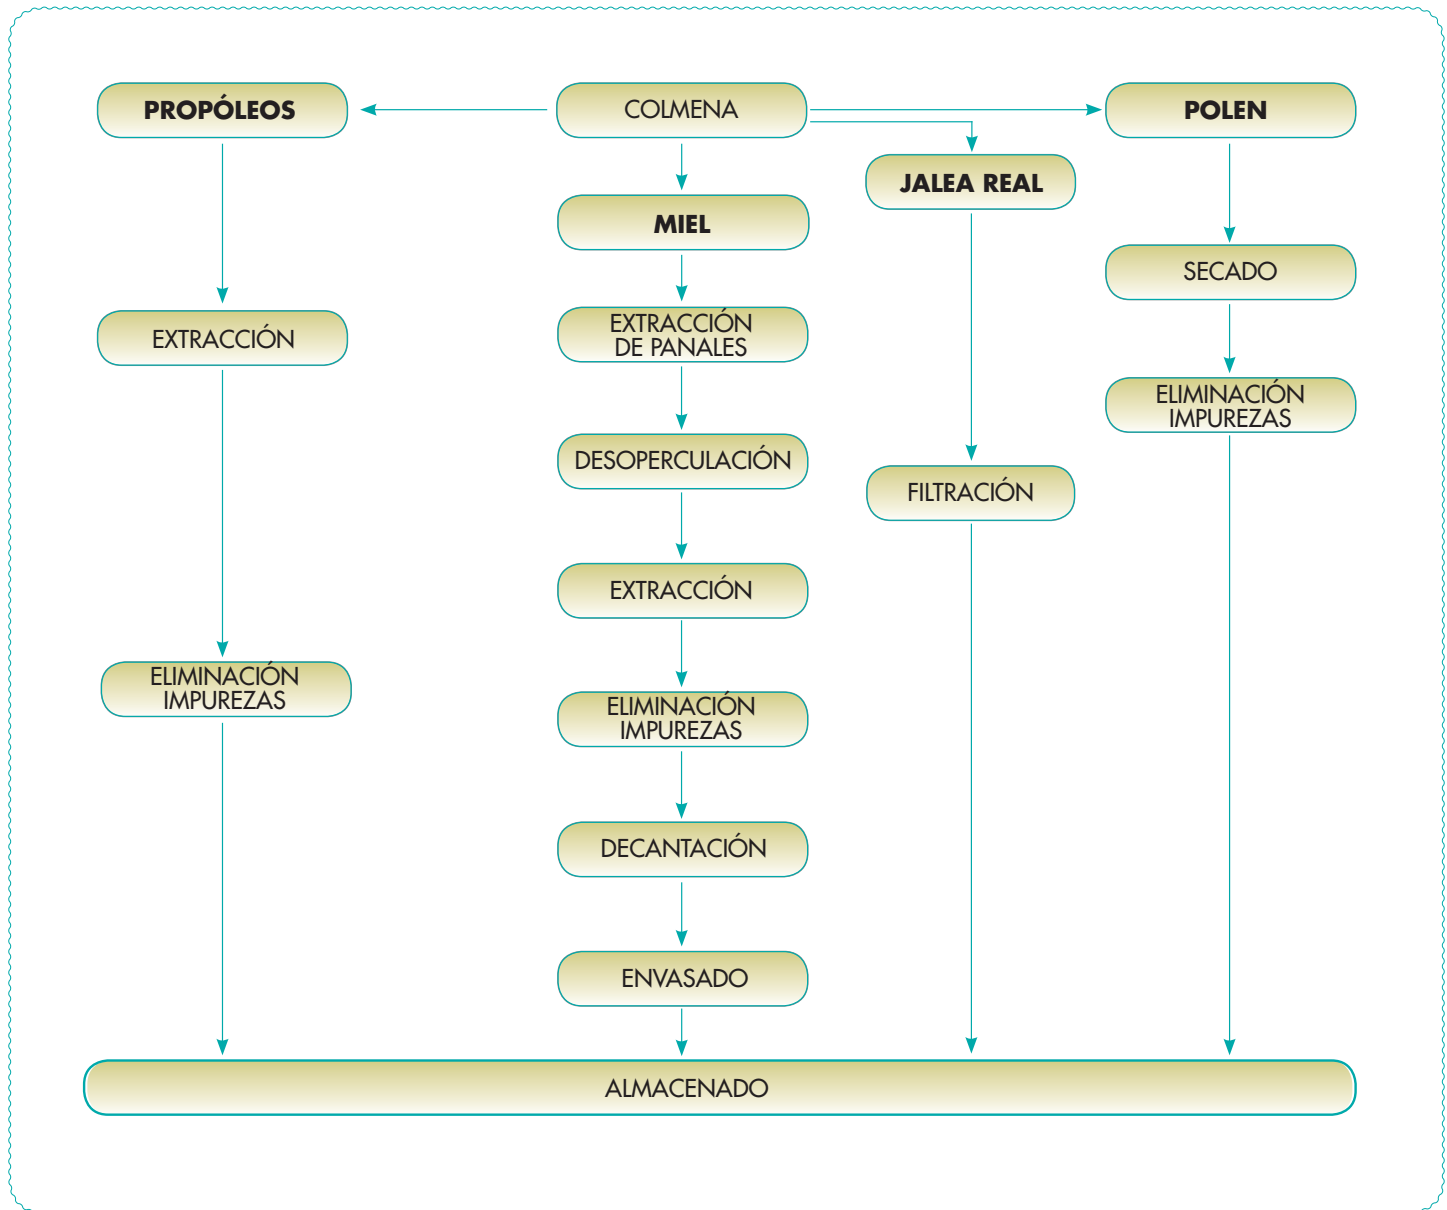 PROPÓLEOS
COLMENA
POLEN
JALEA REAL
MIEL
SECADO
EXTRACCIÓN
EXTRACCIÓN
DE PANALES
ELIMINACIÓN
IMPUREZAS
DESOPERCULACIÓN
FILTRACIÓN
EXTRACCIÓN
ELIMINACIÓN
IMPUREZAS
ELIMINACIÓN
IMPUREZAS
DECANTACIÓN
ENVASADO
ALMACENADO